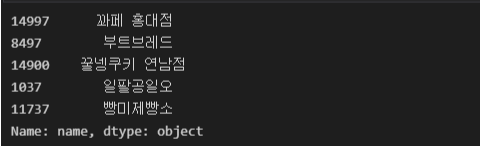 14997 꽈페 홍대점
8497 부트브레드
14900 꿀넹쿠키 연남점
1037 일팔공일오
11737 빵미제빵소
Name: name, dtype: object